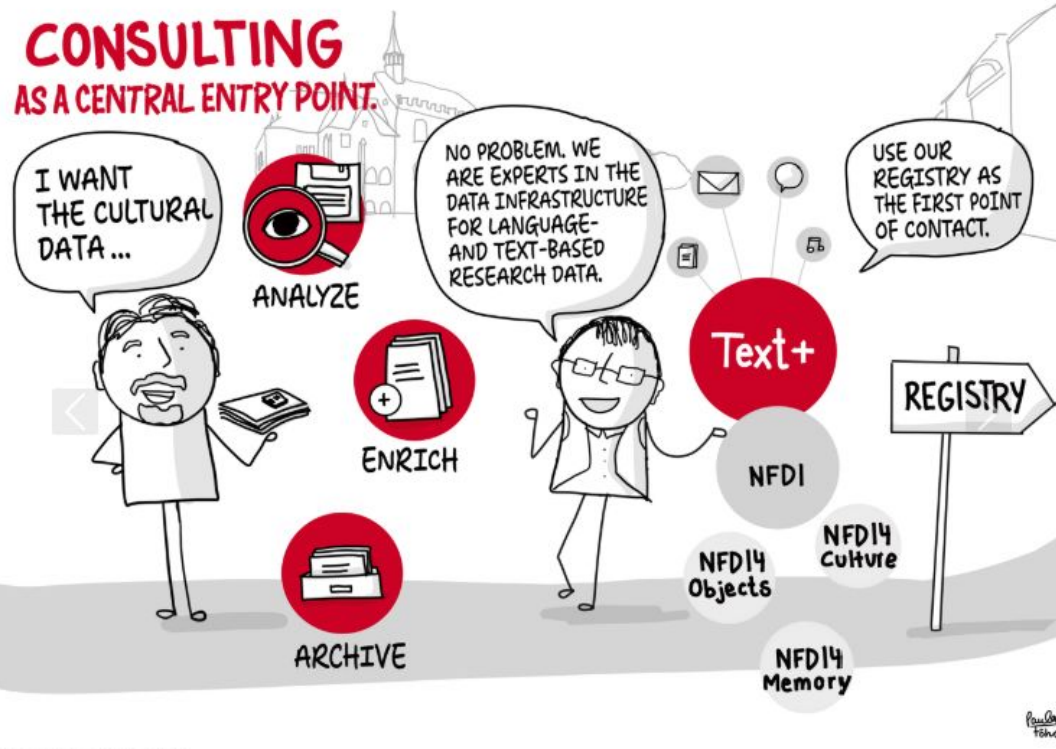 CONSULTING
AS A CENTRAL ENTRY POINT.
I WANT
THE CULTURAL
DATA ...
ANALYZE
ENRICH
ARCHIVE
NO PROBLEM. WE
ARE EXPERTS IN THE
DATA INFRASTRUCTURE
FOR LANGUAGE-
AND TEXT-BASED
RESEARCH DATA.
Text+
NFDI
NFDI4
Culture
NFDI4
Objects
NFDI4
Memory
USE OUR
REGISTRY AS
THE FIRST POINT
OF CONTACT.
REGISTRY